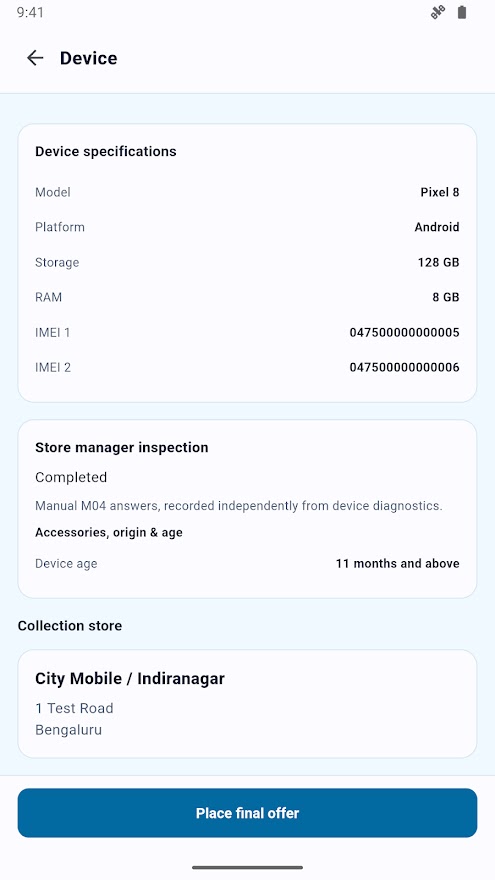 9:41
Device
Device specifications
Model Pixel 8
Platform Android
Storage 128 GB
RAM 8 GB
IMEI 1 047500000000005
IMEI 2 047500000000006
Store manager inspection
Completed
Manual M04 answers, recorded independently from device diagnostics.
Accessories, origin & age
Device age 11 months and above
Collection store
City Mobile / Indiranagar
1 Test Road
Bengaluru
Place final offer